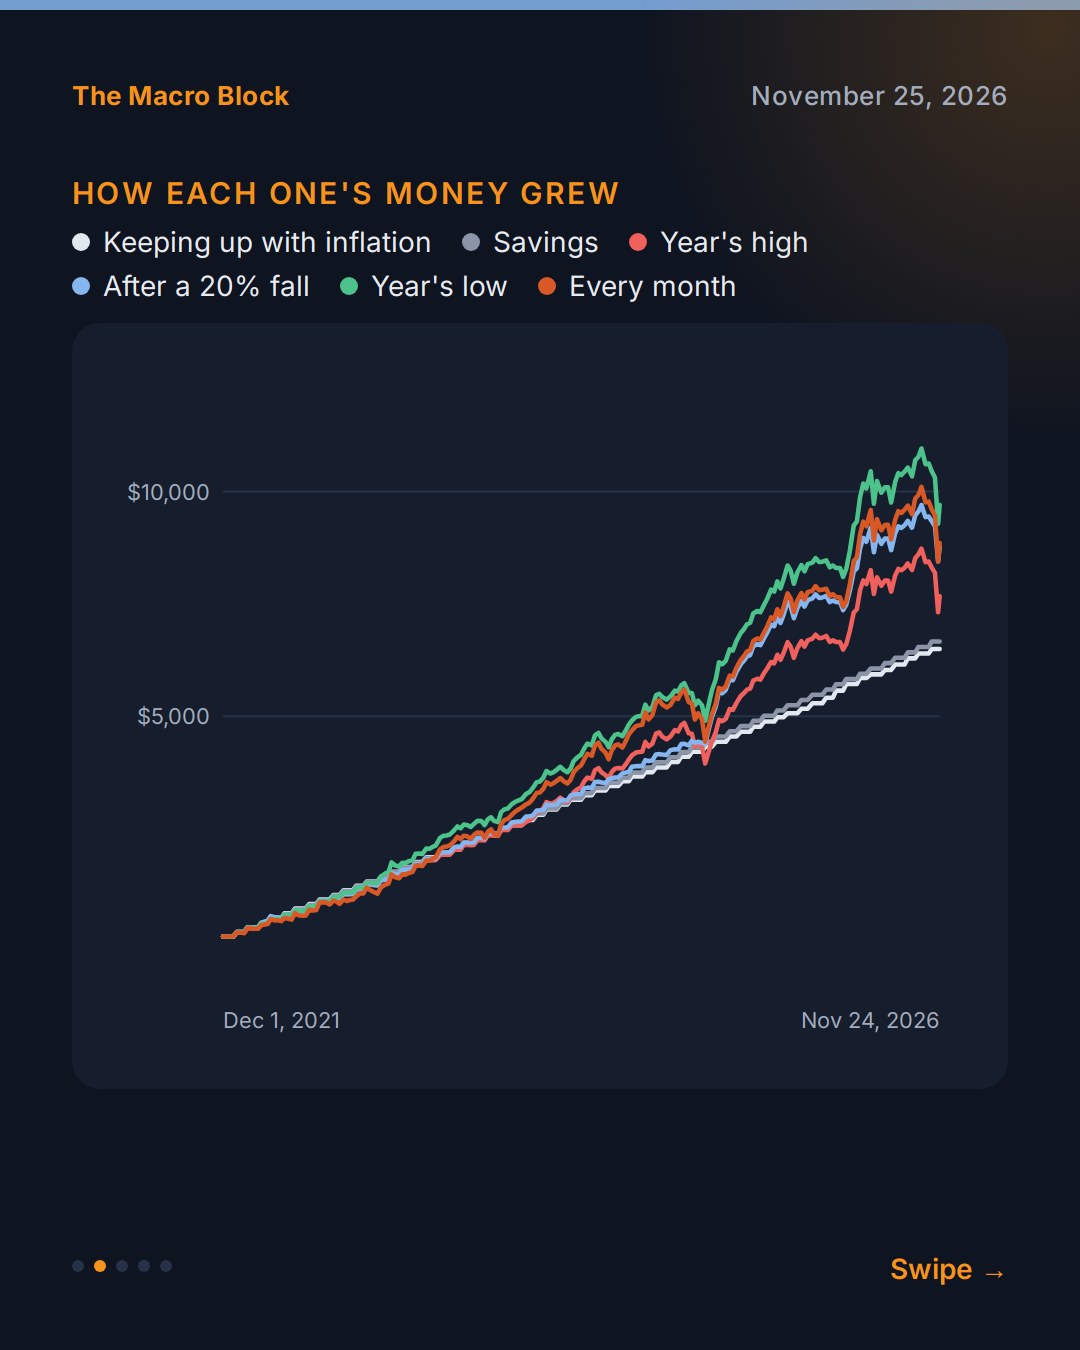 The Macro Block
November 25, 2026
HOW EACH ONE'S MONEY GREW
Keeping up with inflation Savings Year's high
After a 20% fall Year's low Every month
$10,000
$5,000
Dec 1, 2021
Nov 24, 2026
Swipe →